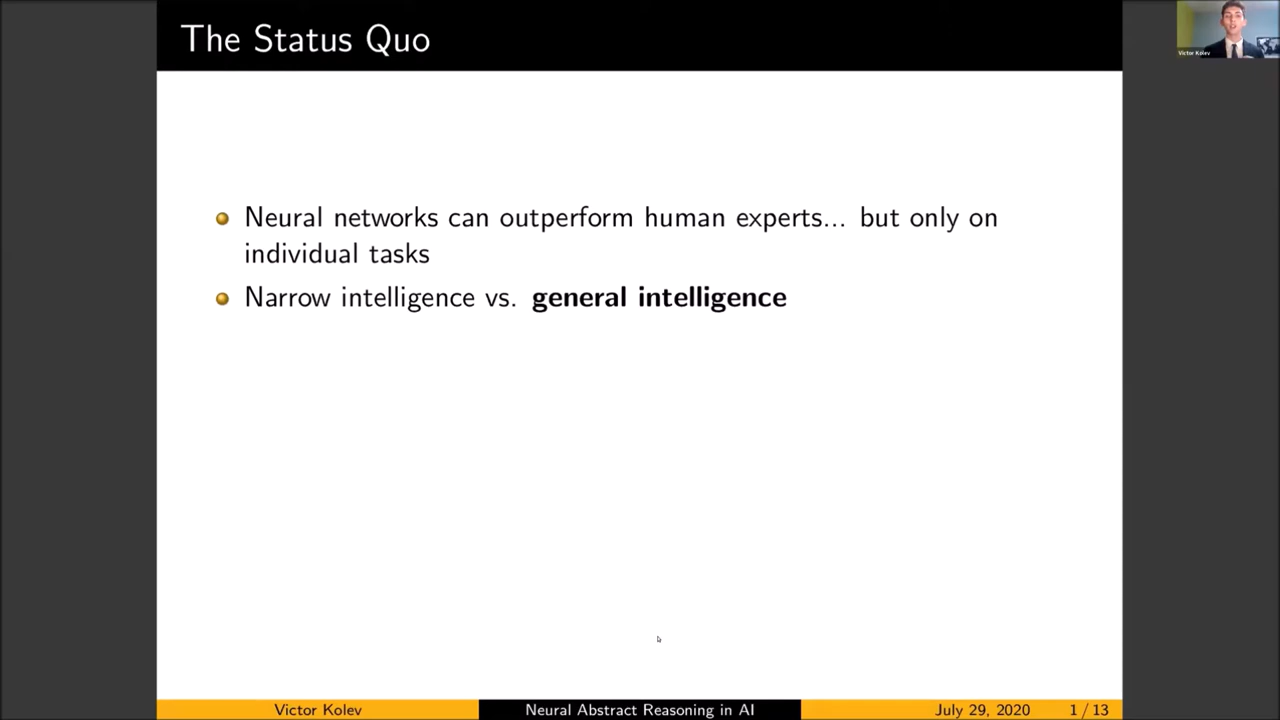 The Status Quo
Victor Kolev
Neural networks can outperform human experts... but only on
individual tasks
Narrow intelligence vs. general intelligence
Victor Kolev
Neural Abstract Reasoning in AI
July 29, 2020
1 / 13